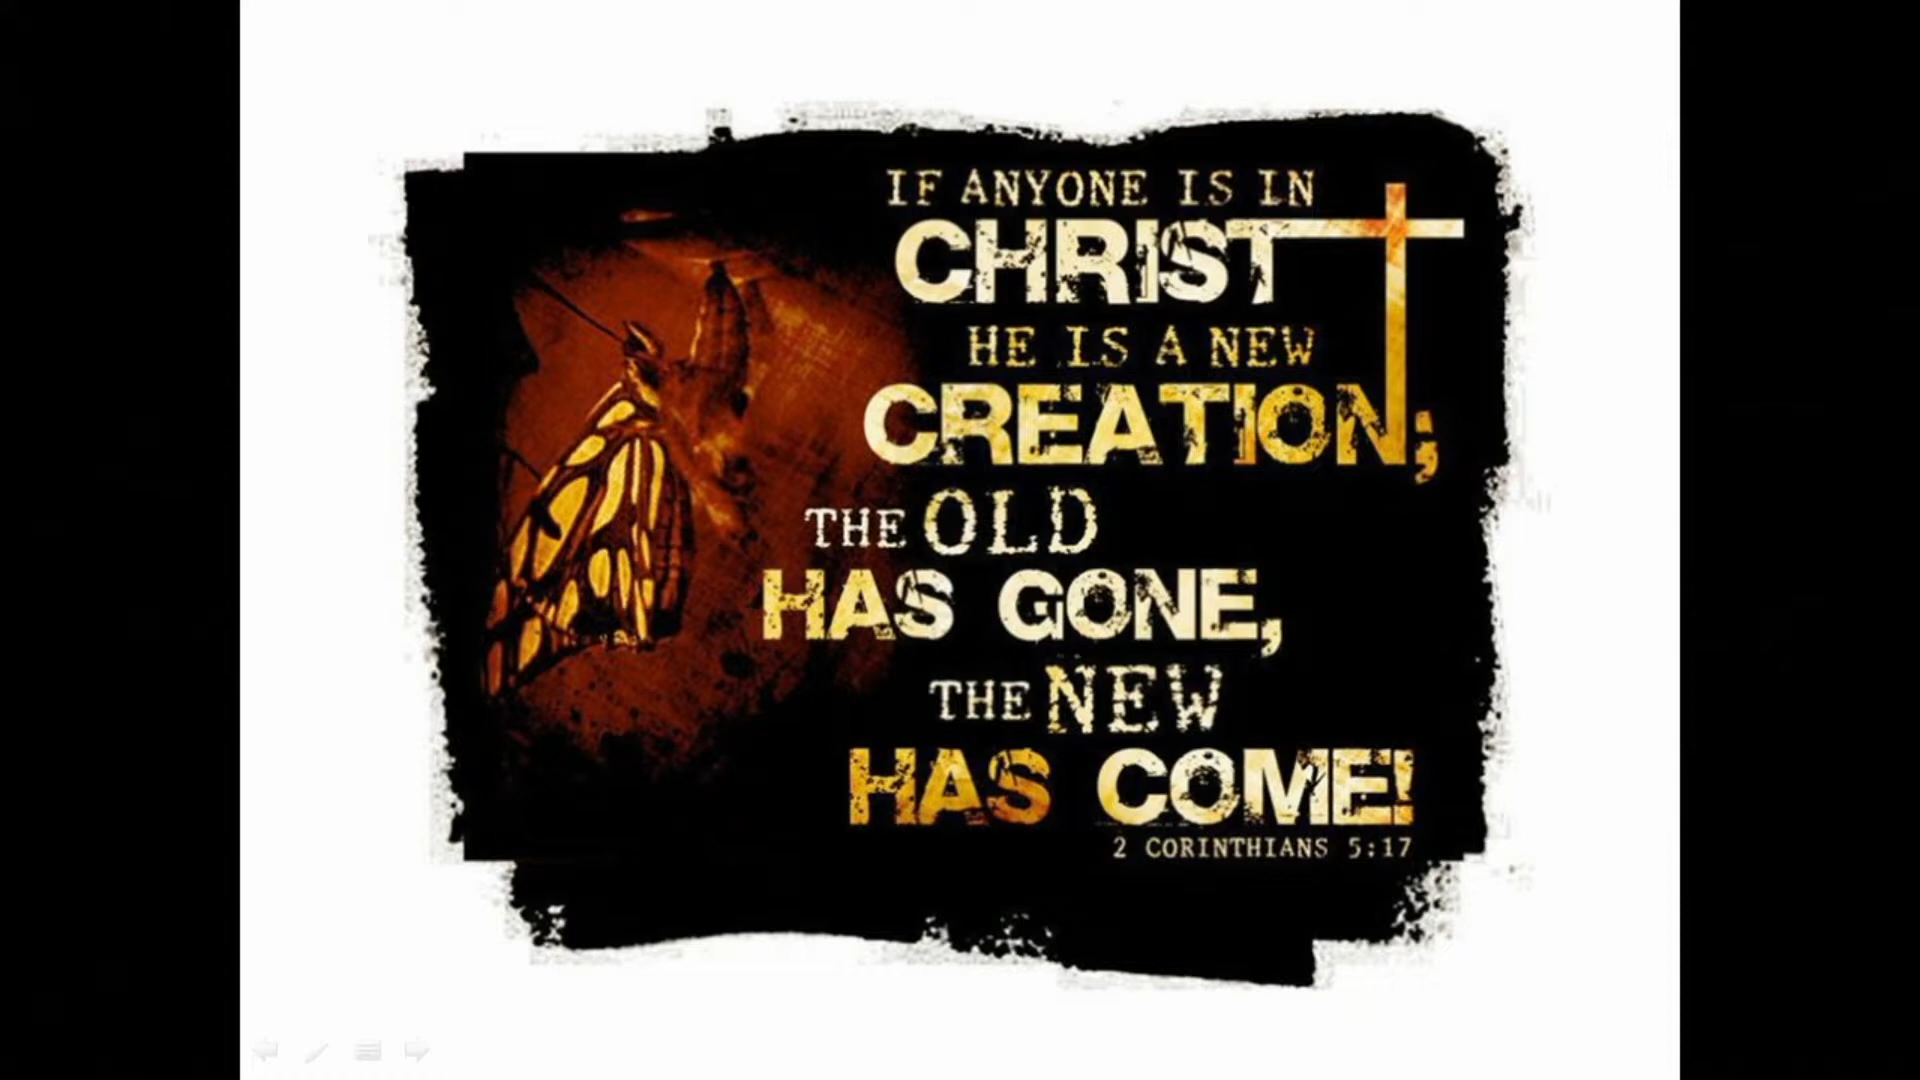 IF ANYONE IS IN
CHRIST
HE IS A NEW
CREATION;
THE OLD
HAS GONE,
THE NEW
HAS COME!
2 CORINTHIANS 5:17